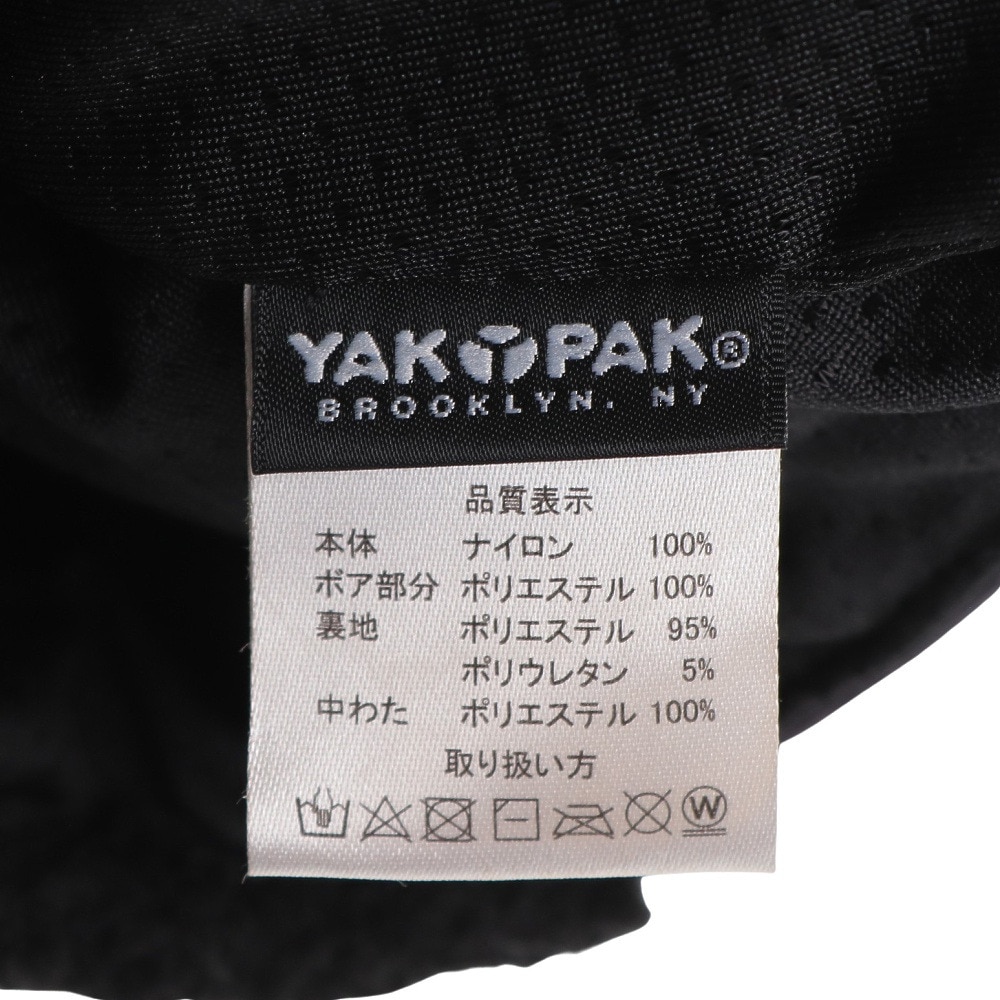 YAK PAK®
BROOKLYN, NY
品質表示
本体 ナイロン 100%
ボア部分 ポリエステル 100%
裏地 ポリエステル 95%
ポリウレタン 5%
中わた ポリエステル 100%
取り扱い方
W